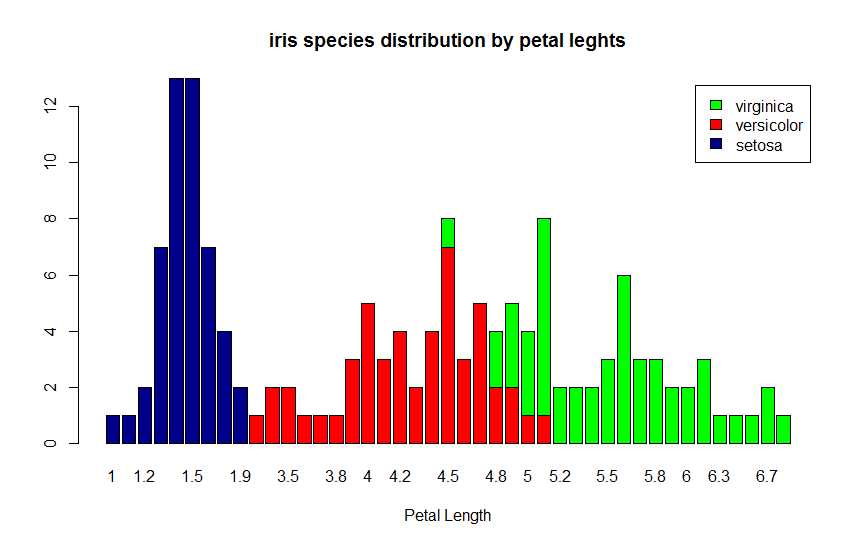 iris species distribution by petal leghts
virginica
versicolor
setosa
12
10
8
6
4
2
0
1 1.2 1.5 1.9 3.5 3.8 4 4.2 4.5 4.8 5 5.2 5.5 5.8 6 6.3 6.7
Petal Length